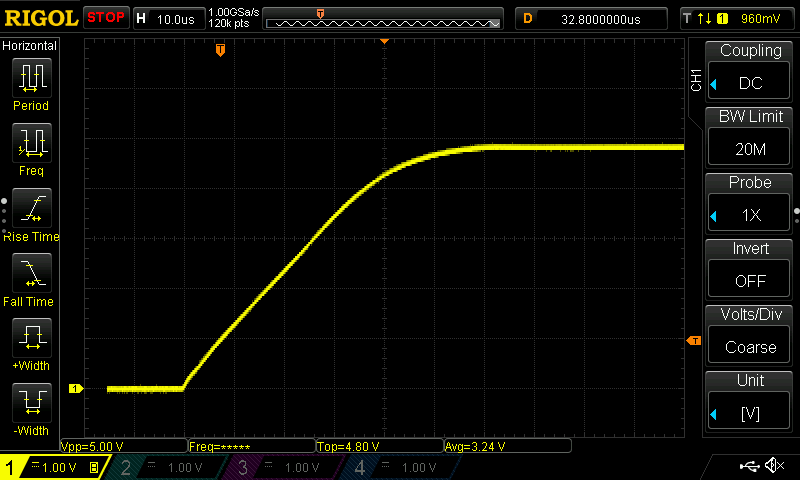 RIGOL STOP H 10.0us 1.00GSa/s 120k pts T D 32.8000000us T 1 960mV
Horizontal
Period
Freq
Rise Time
Fall Time
+Width
-Width
T
1
T
CH1
Coupling
DC
BW Limit
20M
Probe
1X
Invert
OFF
Volts/Div
Coarse
Unit
[V]
Vpp=5.00 V Freq=***** Top=4.80 V Avg=3.24 V
1 1.00 V B 2 1.00 V 3 1.00 V 4 1.00 V